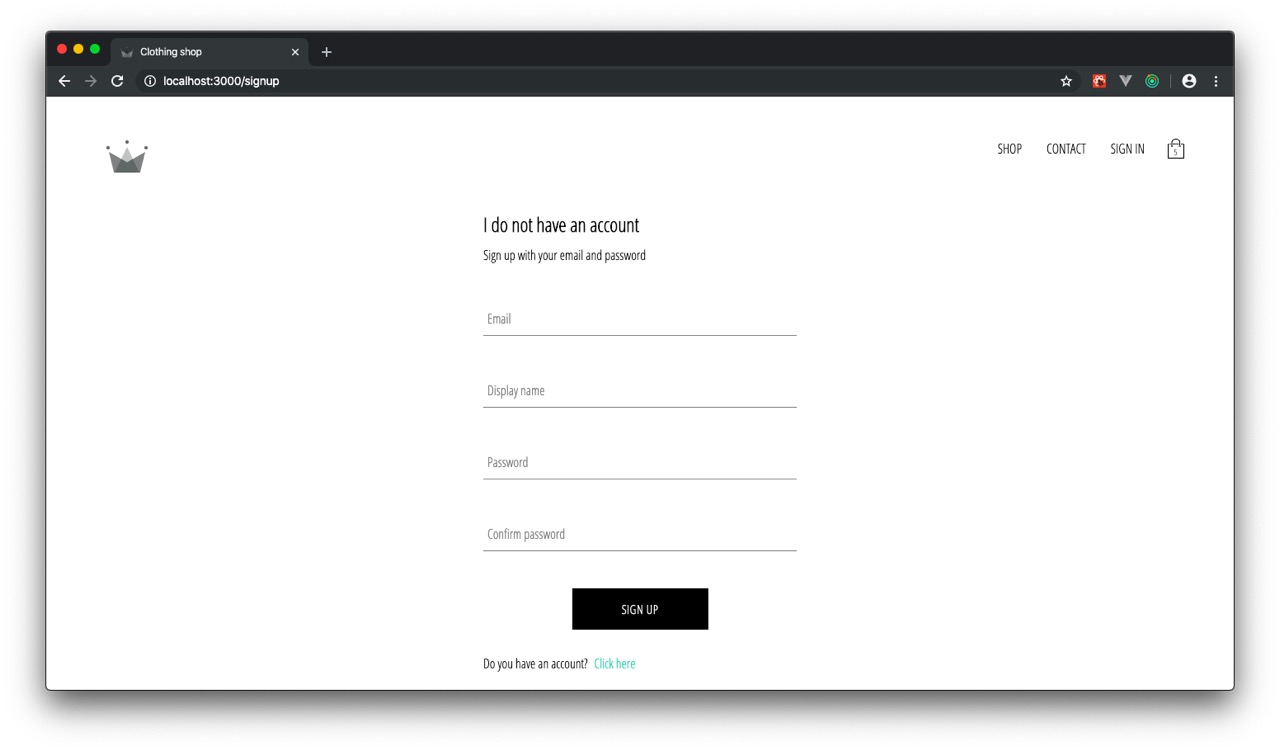 Clothing shop
localhost:3000/signup
SHOP CONTACT SIGN IN 5
I do not have an account
Sign up with your email and password
Email
Display name
Password
Confirm password
SIGN UP
Do you have an account? Click here